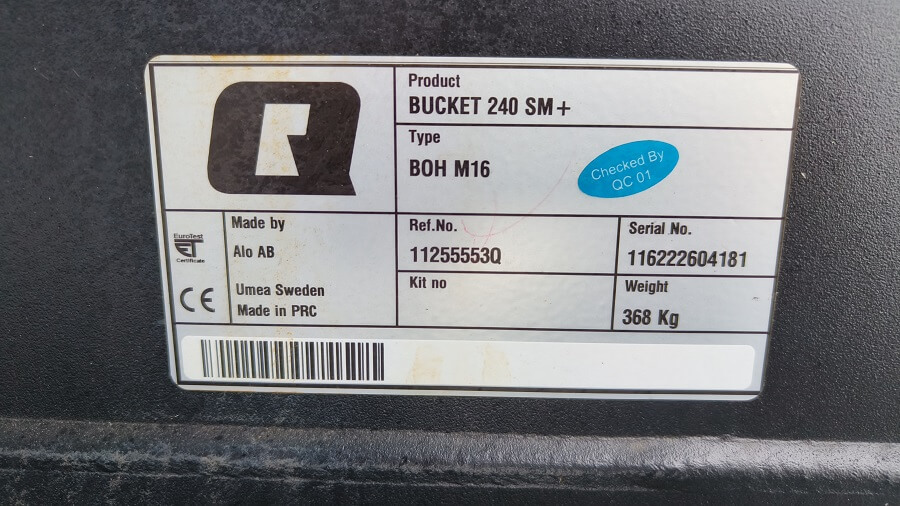 Product
BUCKET 240 SM+
Type
BOH M16
Checked By
QC 01
EuroTest
ET
Certificate
CE
Made by
Alo AB
Umea Sweden
Made in PRC
Ref.No.
11255553Q
Serial No.
116222604181
Kit no
Weight
368 Kg